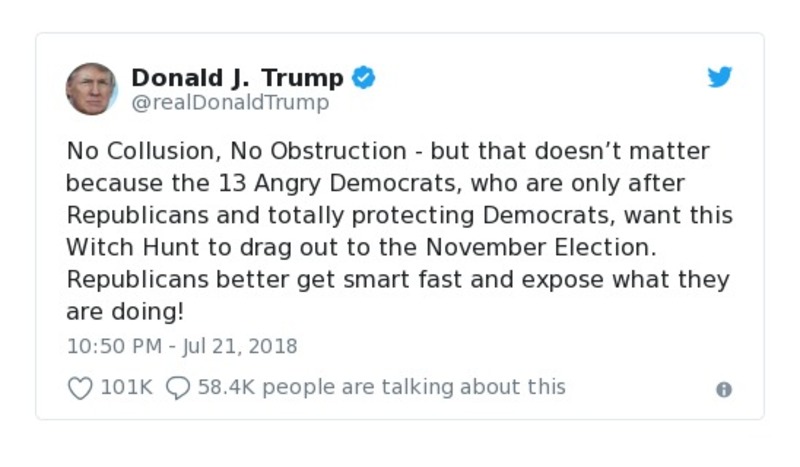 Donald J. Trump
@realDonaldTrump
No Collusion, No Obstruction - but that doesn’t matter
because the 13 Angry Democrats, who are only after
Republicans and totally protecting Democrats, want this
Witch Hunt to drag out to the November Election.
Republicans better get smart fast and expose what they
are doing!
10:50 PM - Jul 21, 2018
101K 58.4K people are talking about this